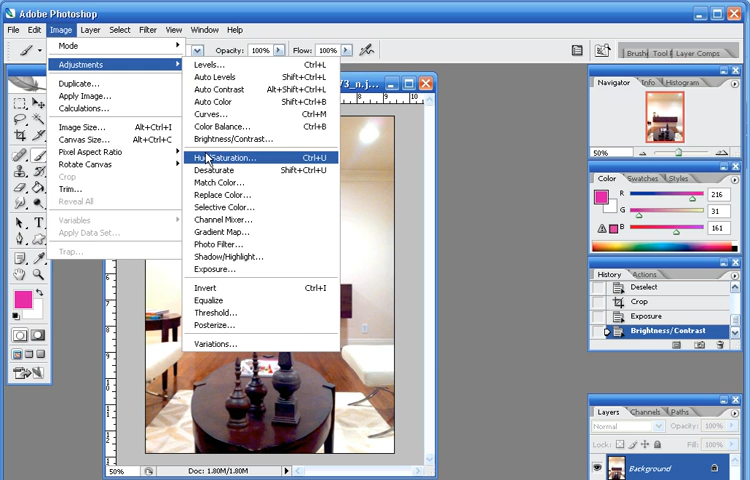 Adobe Photoshop
File Edit Image Layer Select Filter View Window Help
Opacity: 100% Flow: 100%
Brushes Tool Layer Comps
Mode
Adjustments
Duplicate...
Apply Image...
Calculations...
Image Size... Alt+Ctrl+I
Canvas Size... Alt+Ctrl+C
Pixel Aspect Ratio
Rotate Canvas
Crop
Trim...
Reveal All
Variables
Apply Data Set...
Trap...
Levels... Ctrl+L
Auto Levels Shift+Ctrl+L
Auto Contrast Alt+Shift+Ctrl+L
Auto Color Shift+Ctrl+B
Curves... Ctrl+M
Color Balance... Ctrl+B
Brightness/Contrast...
Hue/Saturation... Ctrl+U
Desaturate Shift+Ctrl+U
Match Color...
Replace Color...
Selective Color...
Channel Mixer...
Gradient Map...
Photo Filter...
Shadow/Highlight...
Exposure...
Invert Ctrl+I
Equalize
Threshold...
Posterize...
Variations...
73_n.j...
8 9 10
50% Doc: 1.80M/1.80M
Navigator Info Histogram
50%
Color Swatches Styles
R 216
G 31
B 161
History Actions
Deselect
Crop
Exposure
Brightness/Contrast
Layers Channels Paths
Normal Opacity: 100%
Lock: Fill: 100%
Background